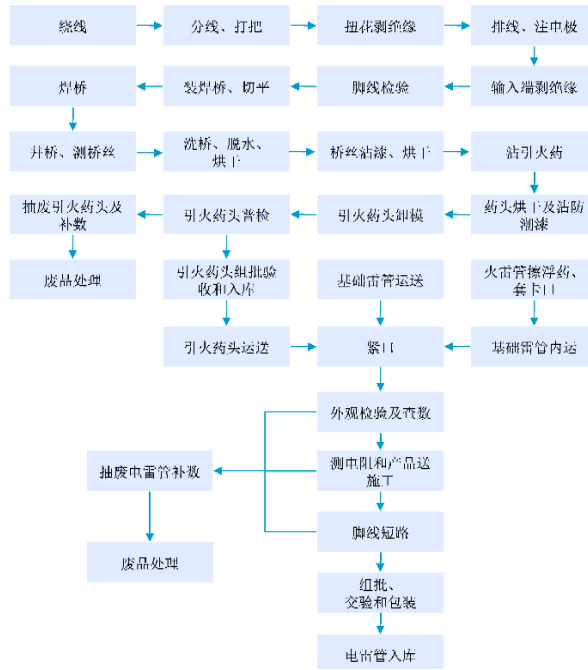 绕线
分线、打把
扭花剥绝缘
排线、注电极
焊桥
装焊桥、切平
脚线检验
输入端剥绝缘
井桥、测桥丝
洗桥、脱水、
烘干
桥丝沾漆、烘干
沾引火药
抽废引火药头及
补数
引火药头普检
引火药头卸模
药头烘干及沾防
潮漆
废品处理
引火药头组批验
收和入库
基础雷管运送
火雷管擦浮药、
套卡口
引火药头运送
紧口
基础雷管内运
外观检验及查数
抽废电雷管补数
测电阻和产品送
施工
废品处理
脚线短路
组批、
交验和包装
电雷管入库